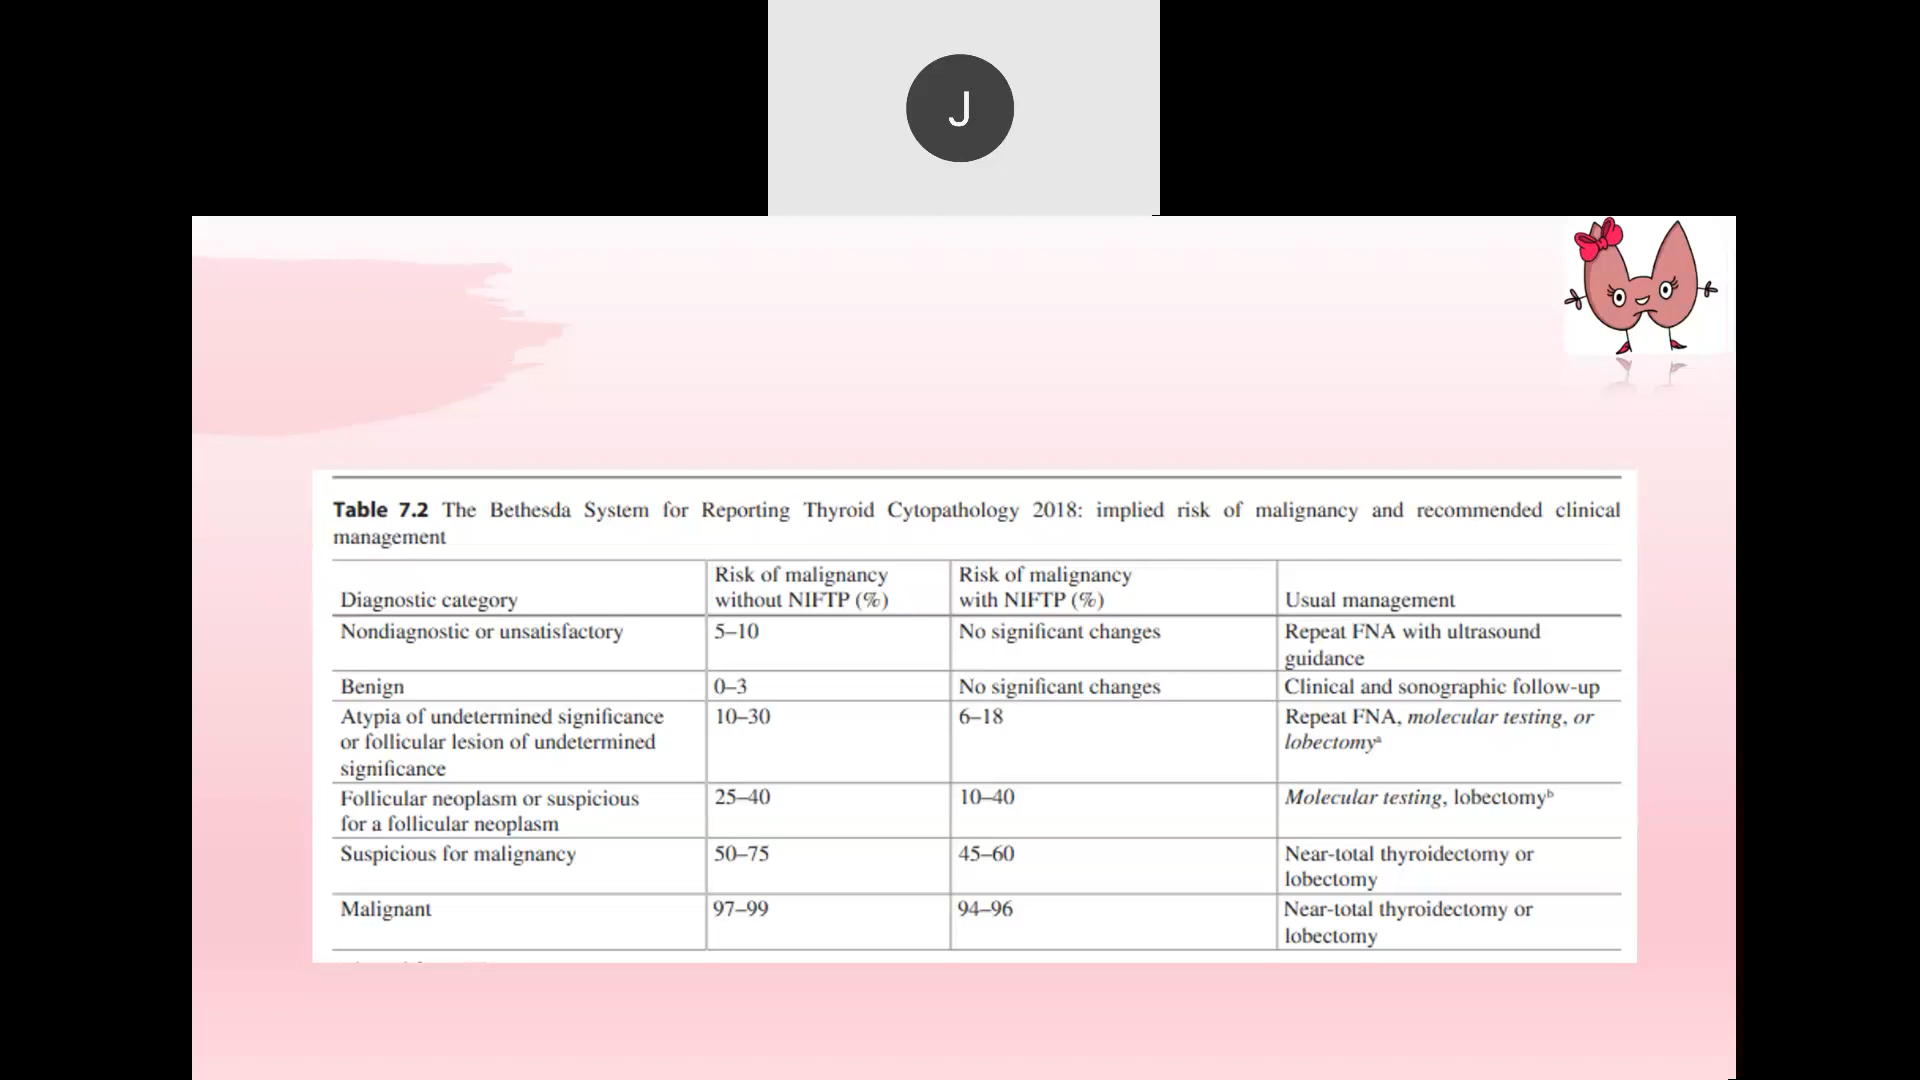 J
Table 7.2 The Bethesda System for Reporting Thyroid Cytopathology 2018: implied risk of malignancy and recommended clinical
management
Diagnostic category
Risk of malignancy
without NIFTP (%)
Risk of malignancy
with NIFTP (%)
Usual management
Nondiagnostic or unsatisfactory
5–10
No significant changes
Repeat FNA with ultrasound
guidance
Benign
0–3
No significant changes
Clinical and sonographic follow-up
Atypia of undetermined significance
or follicular lesion of undetermined
significance
10–30
6–18
Repeat FNA, molecular testing, or
lobectomyᵃ
Follicular neoplasm or suspicious
for a follicular neoplasm
25–40
10–40
Molecular testing, lobectomyᵇ
Suspicious for malignancy
50–75
45–60
Near-total thyroidectomy or
lobectomy
Malignant
97–99
94–96
Near-total thyroidectomy or
lobectomy